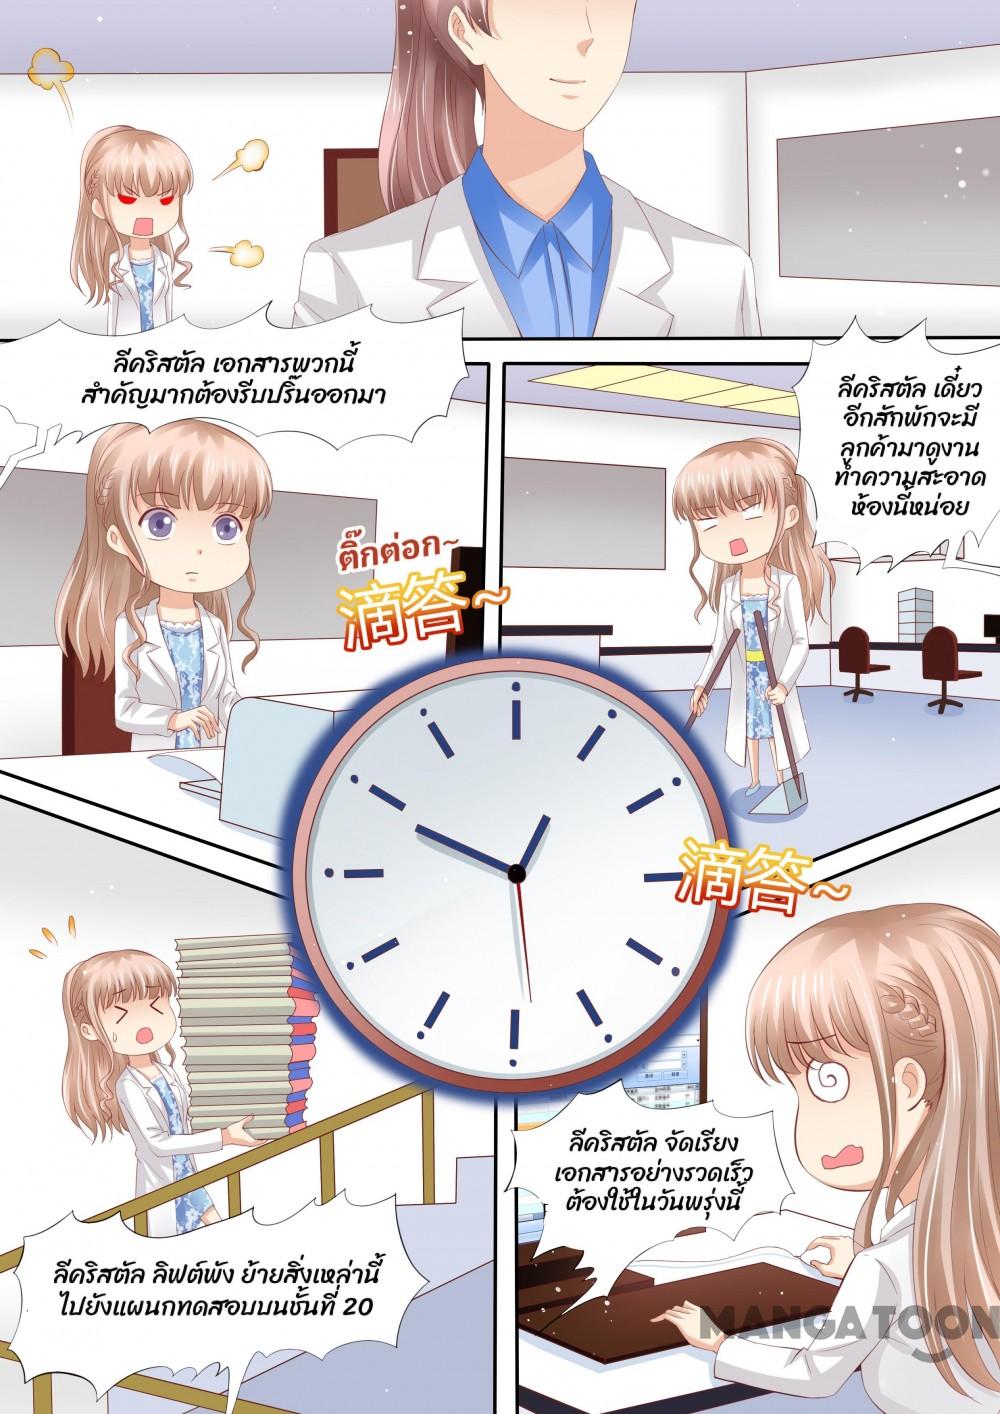 ลีคริสตัล เอกสารพวกนี้
สำคัญมากต้องรีบปริ๊นออกมา
ลีคริสตัล เดี๋ยว
อีกสักพักจะมี
ลูกค้ามาดูงาน
ทำความสะอาด
ห้องนี้หน่อย
ติ๊กต่อก~
滴答~
滴答~
ลีคริสตัล จัดเรียง
เอกสารอย่างรวดเร็ว
ต้องใช้ในวันพรุ่งนี้
ลีคริสตัล ลิฟต์พัง ย้ายสิ่งเหล่านี้
ไปยังแผนกทดสอบบนชั้นที่ 20
MANGATOON